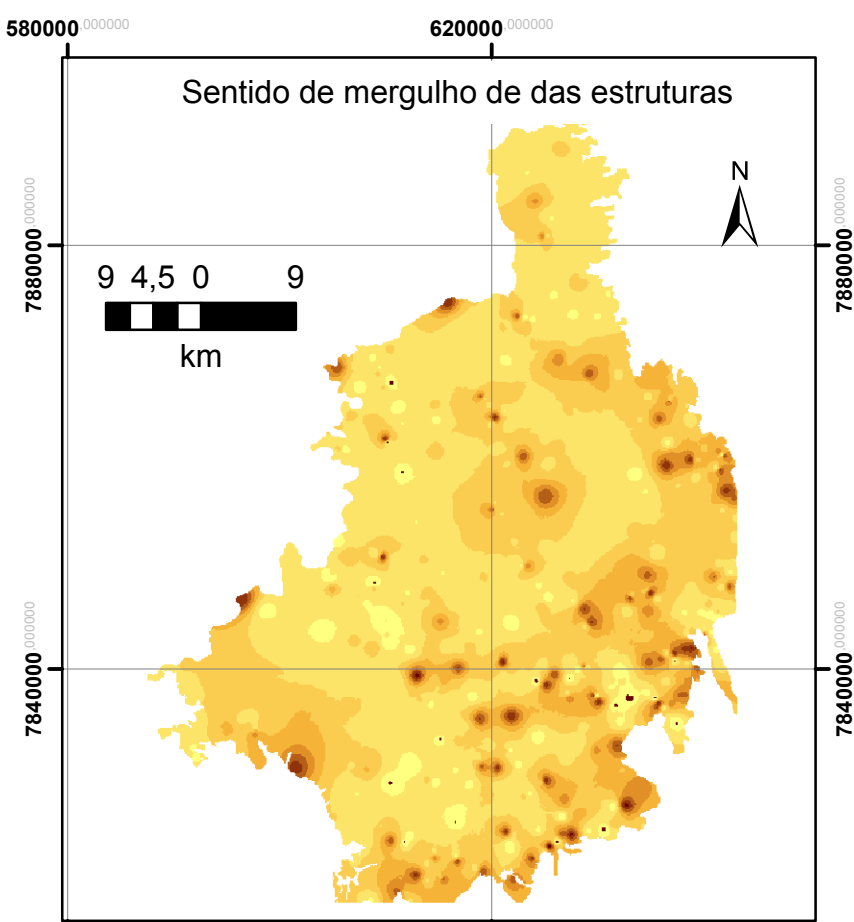 580000,000000 620000,000000
Sentido de mergulho de das estruturas
N
7880000,000000 7880000,000000
9 4,5 0 9
km
7840000,000000 7840000,000000